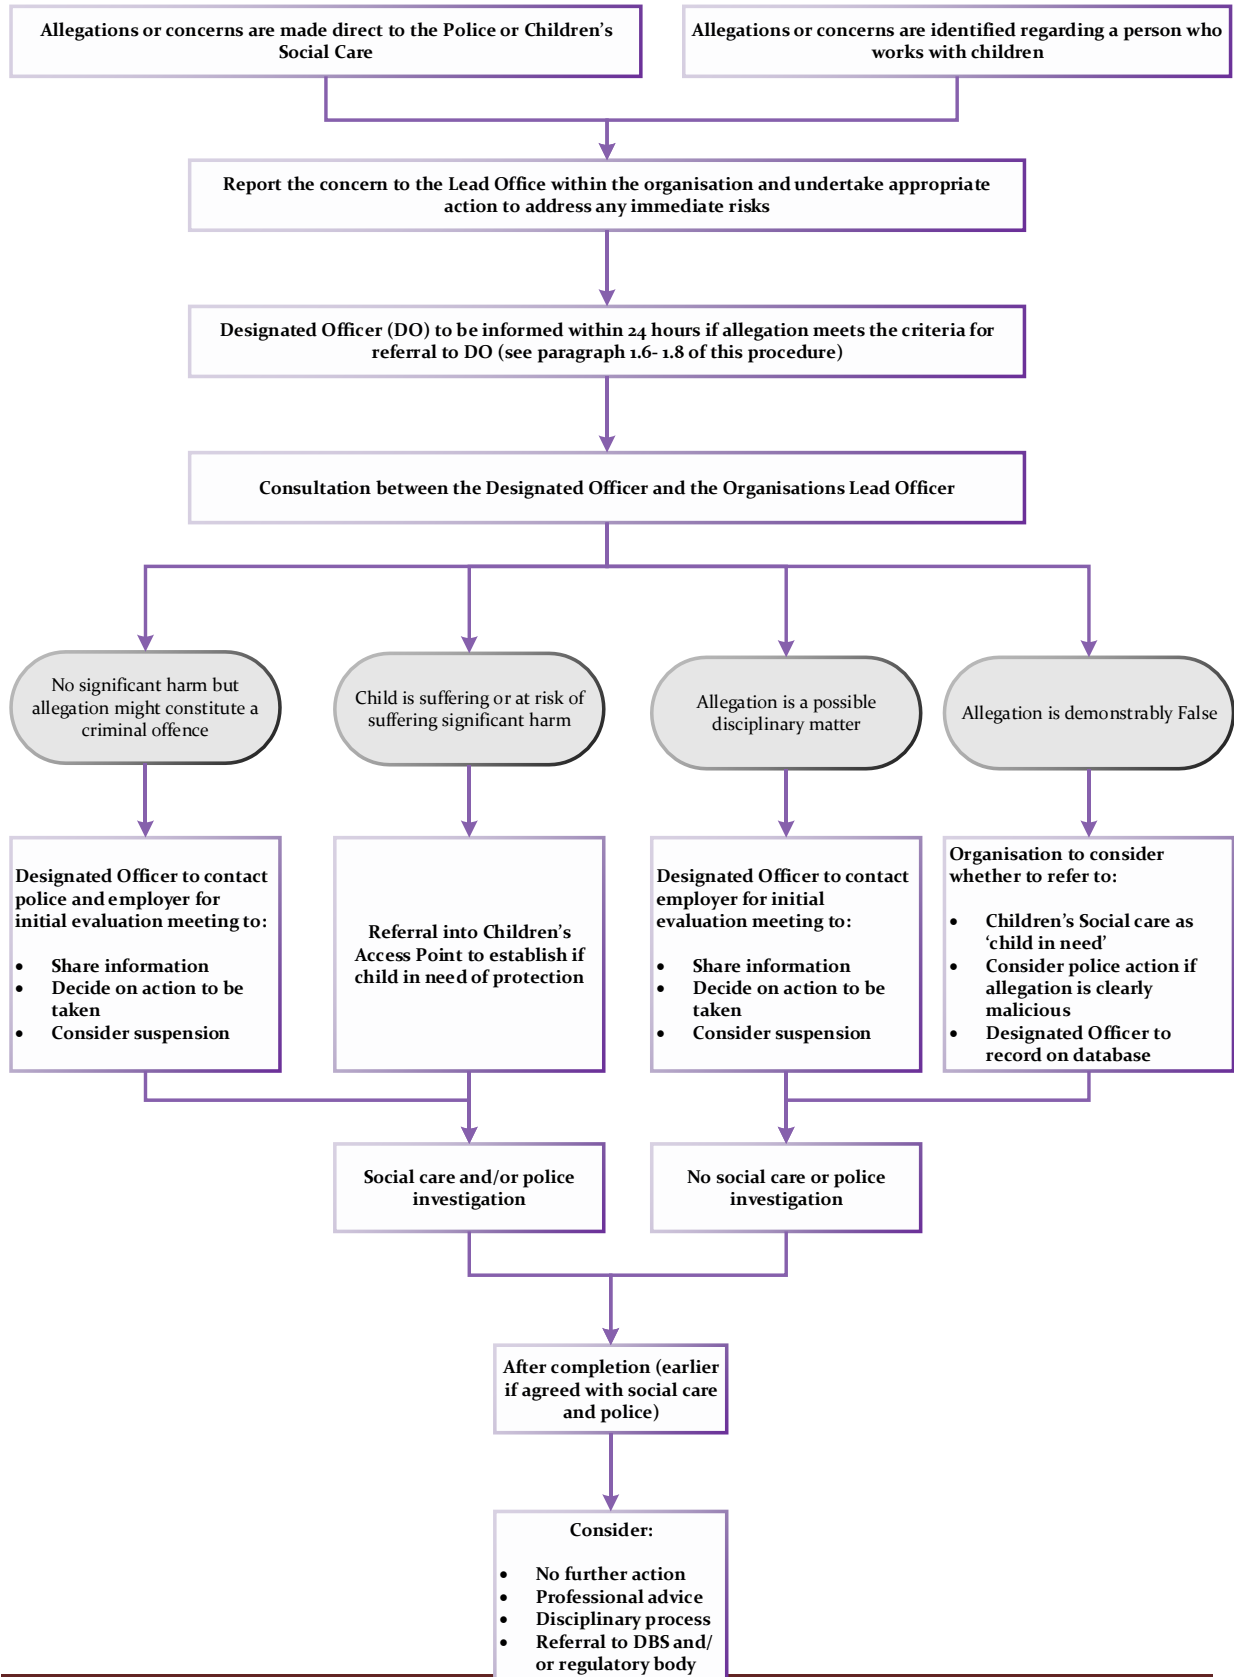 Allegations or concerns are made direct to the Police or Children's
Social Care
Allegations or concerns are identified regarding a person who
works with children
Report the concern to the Lead Office within the organisation and undertake appropriate
action to address any immediate risks
Designated Officer (DO) to be informed within 24 hours if allegation meets the criteria for
referral to DO (see paragraph 1.6- 1.8 of this procedure)
Consultation between the Designated Officer and the Organisations Lead Officer
No significant harm but
allegation might constitute a
criminal offence
Child is suffering or at risk of
suffering significant harm
Allegation is a possible
disciplinary matter
Allegation is demonstrably False
Designated Officer to contact
police and employer for
initial evaluation meeting to:
• Share information
• Decide on action to be
taken
• Consider suspension
Referral into Children's
Access Point to establish if
child in need of protection
Designated Officer to contact
employer for initial
evaluation meeting to:
• Share information
• Decide on action to be
taken
• Consider suspension
Organisation to consider
whether to refer to:
• Children's Social care as
'child in need'
• Consider police action if
allegation is clearly
malicious
• Designated Officer to
record on database
Social care and/or police
investigation
No social care or police
investigation
After completion (earlier
if agreed with social care
and police)
Consider:
• No further action
• Professional advice
• Disciplinary process
• Referral to DBS and/
or regulatory body